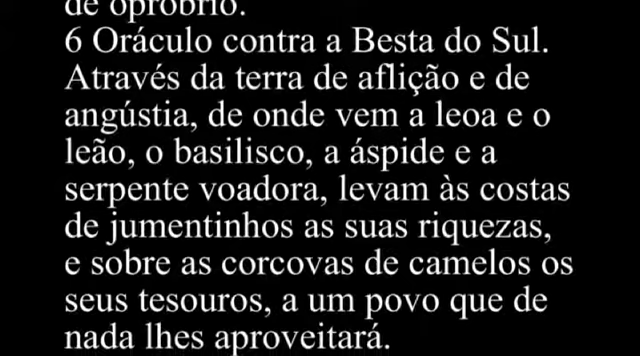 de opróbrio.
6 Oráculo contra a Besta do Sul.
Através da terra de aflição e de
angústia, de onde vem a leoa e o
leão, o basilisco, a áspide e a
serpente voadora, levam às costas
de jumentinhos as suas riquezas,
e sobre as corcovas de camelos os
seus tesouros, a um povo que de
nada lhes aproveitará.